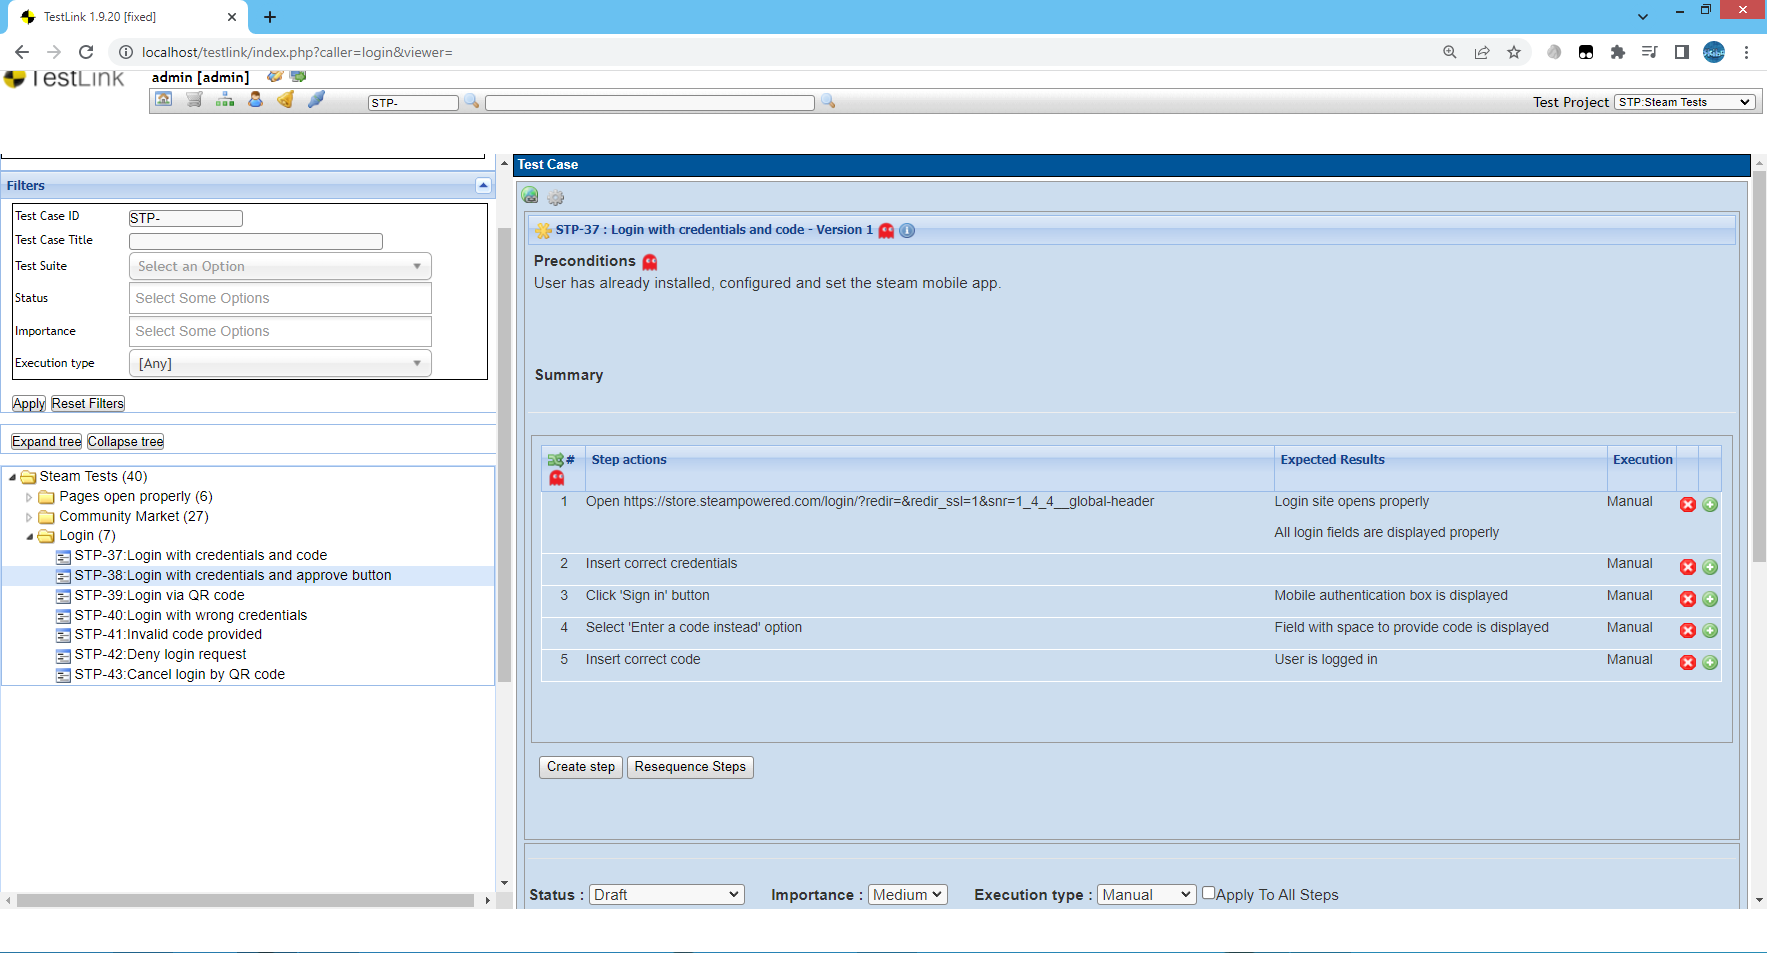 TestLink 1.9.20 [fixed]
localhost/testlink/index.php?caller=login&viewer=
TestLink
admin [admin]
STP-
Test Project
STP:Steam Tests
Filters
Test Case ID
STP-
Test Case Title
Test Suite
Select an Option
Status
Select Some Options
Importance
Select Some Options
Execution type
[Any]
Apply
Reset Filters
Expand tree
Collapse tree
Steam Tests (40)
Pages open properly (6)
Community Market (27)
Login (7)
STP-37:Login with credentials and code
STP-38:Login with credentials and approve button
STP-39:Login via QR code
STP-40:Login with wrong credentials
STP-41:Invalid code provided
STP-42:Deny login request
STP-43:Cancel login by QR code
Test Case
STP-37 : Login with credentials and code - Version 1
Preconditions
User has already installed, configured and set the steam mobile app.
Summary
# Step actions Expected Results Execution
1 Open https://store.steampowered.com/login/?redir=&redir_ssl=1&snr=1_4_4__global-header Login site opens properly Manual
All login fields are displayed properly
2 Insert correct credentials Manual
3 Click 'Sign in' button Mobile authentication box is displayed Manual
4 Select 'Enter a code instead' option Field with space to provide code is displayed Manual
5 Insert correct code User is logged in Manual
Create step
Resequence Steps
Status : Draft Importance : Medium Execution type : Manual Apply To All Steps